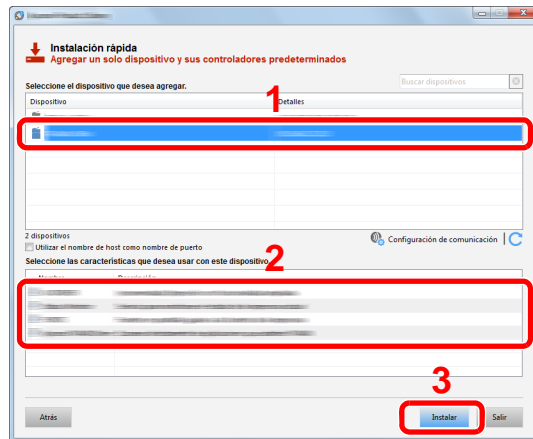 Instalación rápida
Agregar un solo dispositivo y sus controladores predeterminados
Buscar dispositivos
Seleccione el dispositivo que desea agregar.
1
Dispositivo Detalles
2 dispositivos
Configuración de comunicación
Utilizar el nombre de host como nombre de puerto
Seleccione las características que desea usar con este dispositivo
2
Nombre Descripción
3
Atrás Instalar Salir